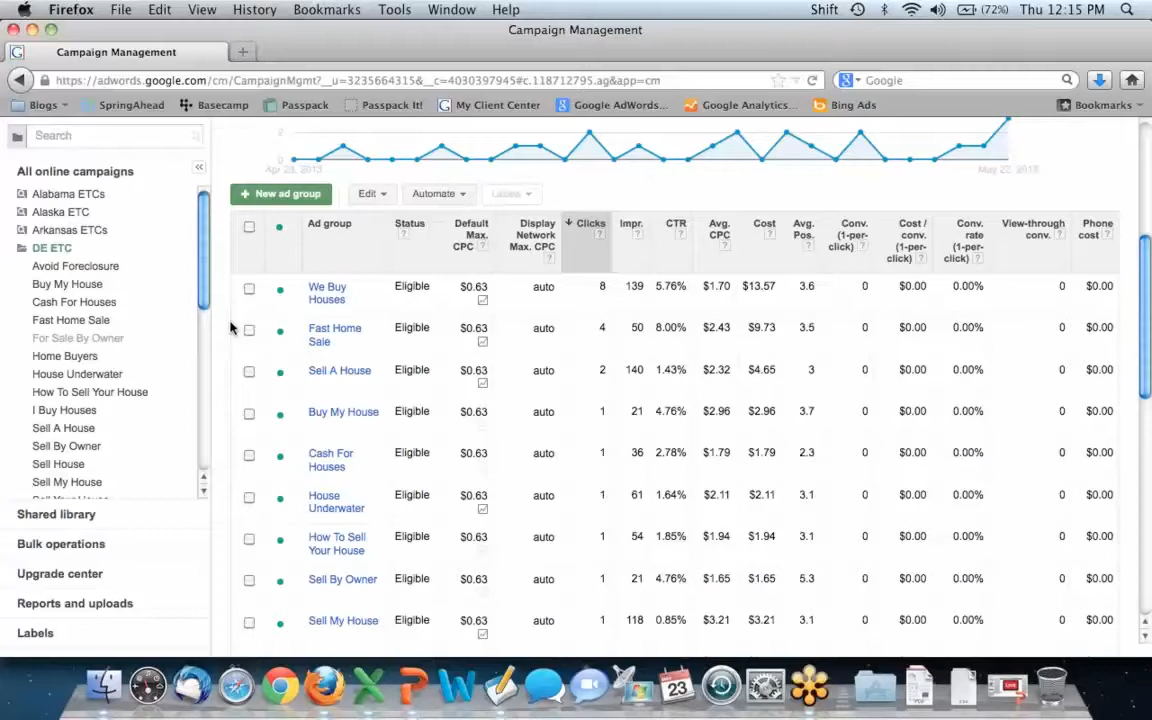 Firefox File Edit View History Bookmarks Tools Window Help Shift (72%) Thu 12:15 PM
Campaign Management
Campaign Management
https://adwords.google.com/cm/CampaignMgmt?__u=3235664315&__c=4030397945#c.118712795.ag&app=cm Google
Blogs SpringAhead Basecamp Passpack Passpack It! My Client Center Google AdWords... Google Analytics... Bing Ads Bookmarks
Search
All online campaigns
Alabama ETCs
Alaska ETC
Arkansas ETCs
DE ETC
Avoid Foreclosure
Buy My House
Cash For Houses
Fast Home Sale
For Sale By Owner
Home Buyers
House Underwater
How To Sell Your House
I Buy Houses
Sell A House
Sell By Owner
Sell House
Sell My House
Shared library
Bulk operations
Upgrade center
Reports and uploads
Labels
2
Apr 23, 2013 May 22, 2013
+ New ad group Edit Automate Labels
Ad group Status ? Default Max. CPC ? Display Network Max. CPC ? Clicks ? Impr. ? CTR ? Avg. CPC ? Cost ? Avg. Pos. ? Conv. (1-per-click) ? Cost / conv. (1-per-click) ? Conv. rate (1-per-click) ? View-through conv. ? Phone cost ?
We Buy Houses Eligible $0.63 auto 8 139 5.76% $1.70 $13.57 3.6 0 $0.00 0.00% 0 $0.00
Fast Home Sale Eligible $0.63 auto 4 50 8.00% $2.43 $9.73 3.5 0 $0.00 0.00% 0 $0.00
Sell A House Eligible $0.63 auto 2 140 1.43% $2.32 $4.65 3 0 $0.00 0.00% 0 $0.00
Buy My House Eligible $0.63 auto 1 21 4.76% $2.96 $2.96 3.7 0 $0.00 0.00% 0 $0.00
Cash For Houses Eligible $0.63 auto 1 36 2.78% $1.79 $1.79 2.3 0 $0.00 0.00% 0 $0.00
House Underwater Eligible $0.63 auto 1 61 1.64% $2.11 $2.11 3.1 0 $0.00 0.00% 0 $0.00
How To Sell Your House Eligible $0.63 auto 1 54 1.85% $1.94 $1.94 3.1 0 $0.00 0.00% 0 $0.00
Sell By Owner Eligible $0.63 auto 1 21 4.76% $1.65 $1.65 5.3 0 $0.00 0.00% 0 $0.00
Sell My House Eligible $0.63 auto 1 118 0.85% $3.21 $3.21 3.1 0 $0.00 0.00% 0 $0.00
23